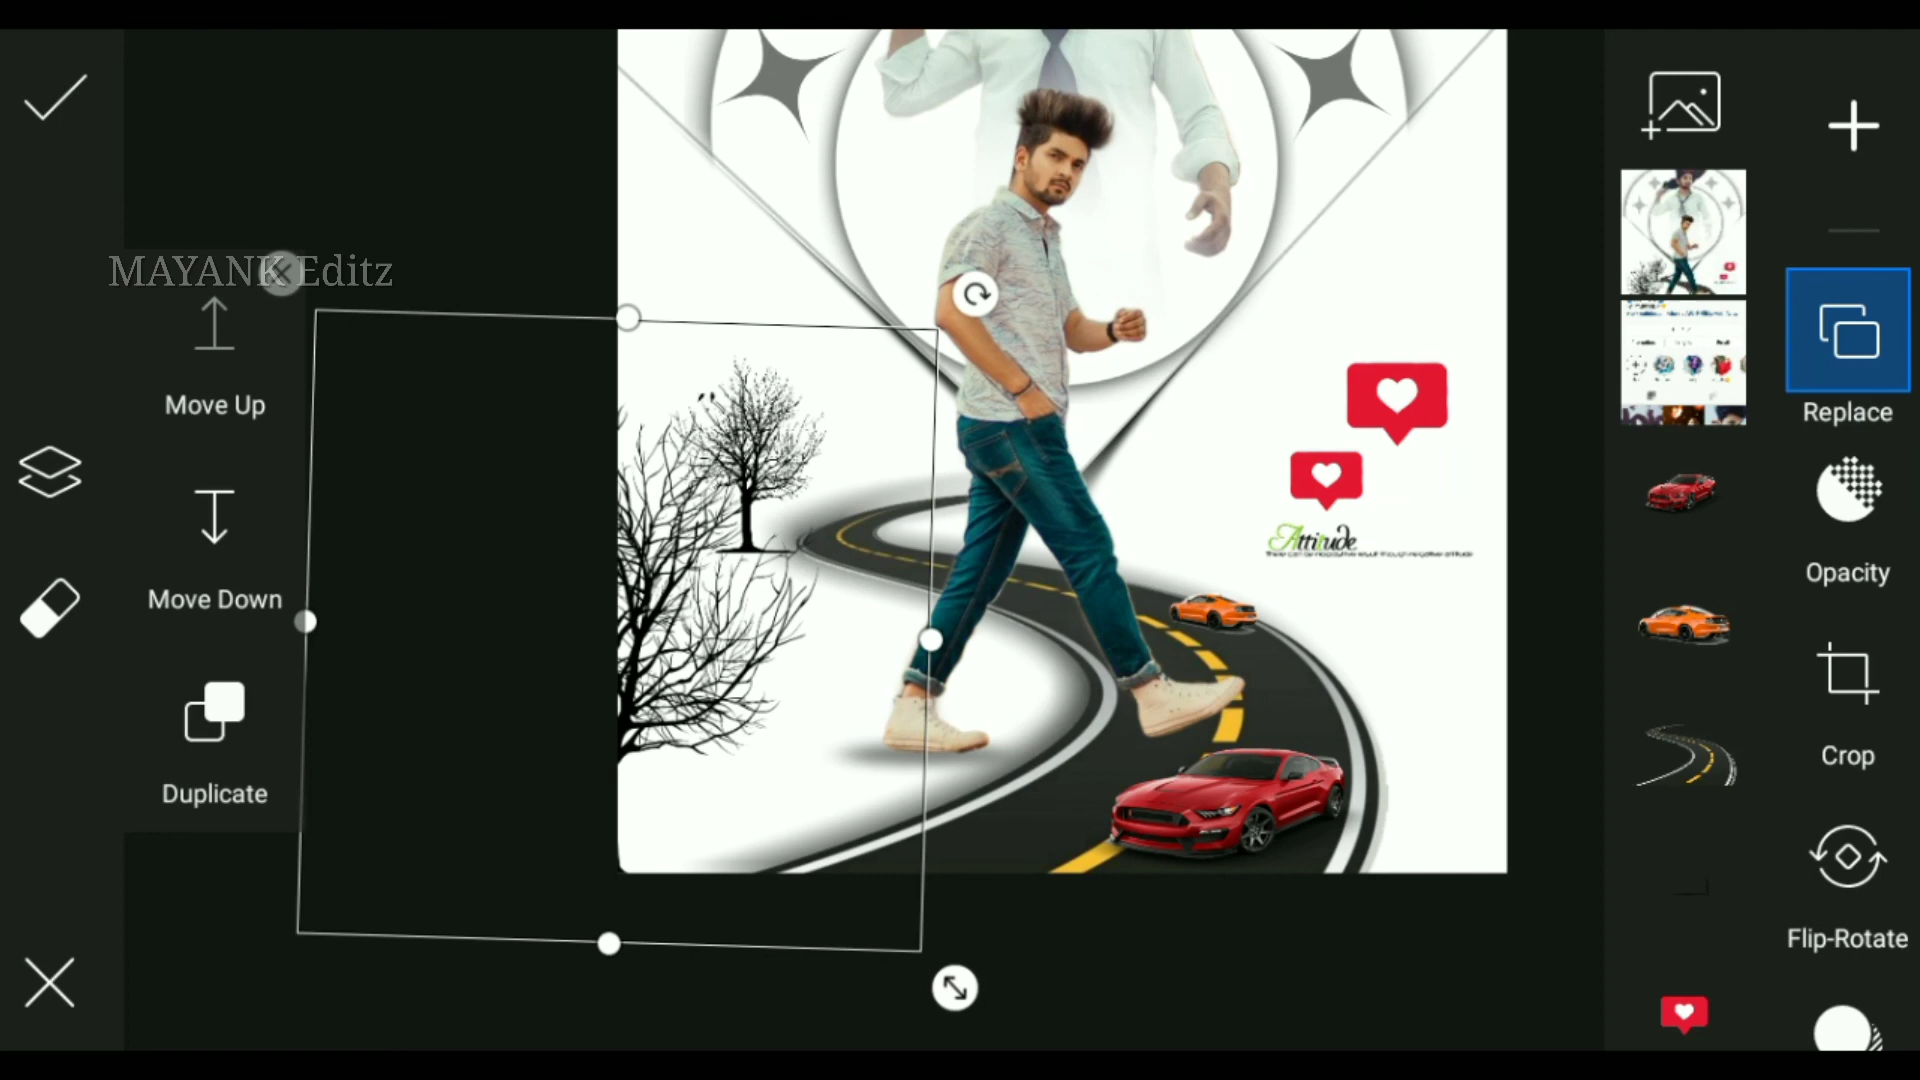 MAYANK Editz
Move Up
Move Down
Duplicate
Attitude
Replace
Opacity
Crop
Flip-Rotate